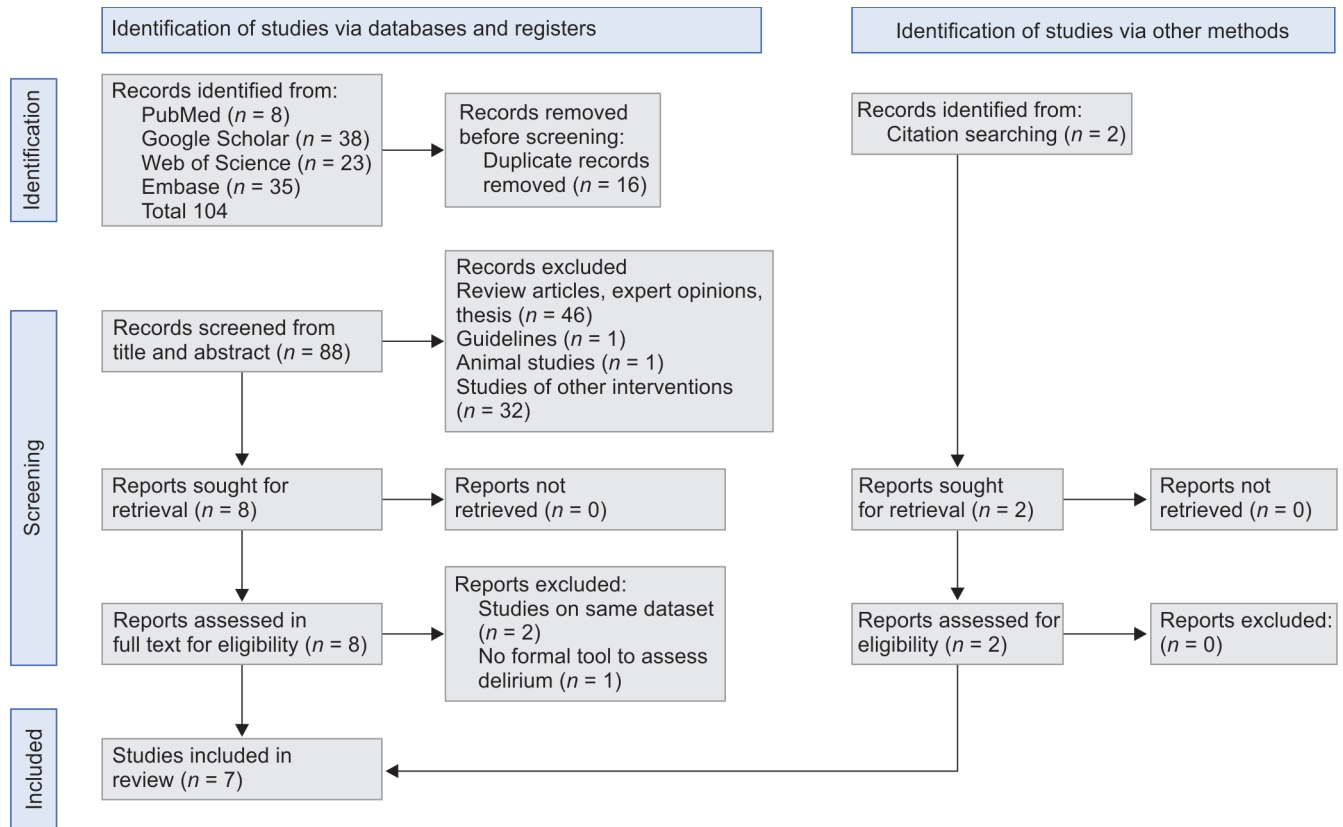 Identification of studies via databases and registers
Identification of studies via other methods
Identification
Records identified from:
PubMed (n = 8)
Google Scholar (n = 38)
Web of Science (n = 23)
Embase (n = 35)
Total 104
Records removed
before screening:
Duplicate records
removed (n = 16)
Records identified from:
Citation searching (n = 2)
Screening
Records screened from
title and abstract (n = 88)
Records excluded
Review articles, expert opinions,
thesis (n = 46)
Guidelines (n = 1)
Animal studies (n = 1)
Studies of other interventions
(n = 32)
Reports sought for
retrieval (n = 8)
Reports not
retrieved (n = 0)
Reports sought
for retrieval (n = 2)
Reports not
retrieved (n = 0)
Reports assessed in
full text for eligibility (n = 8)
Reports excluded:
Studies on same dataset
(n = 2)
No formal tool to assess
delirium (n = 1)
Reports assessed for
eligibility (n = 2)
Reports excluded:
(n = 0)
Included
Studies included in
review (n = 7)